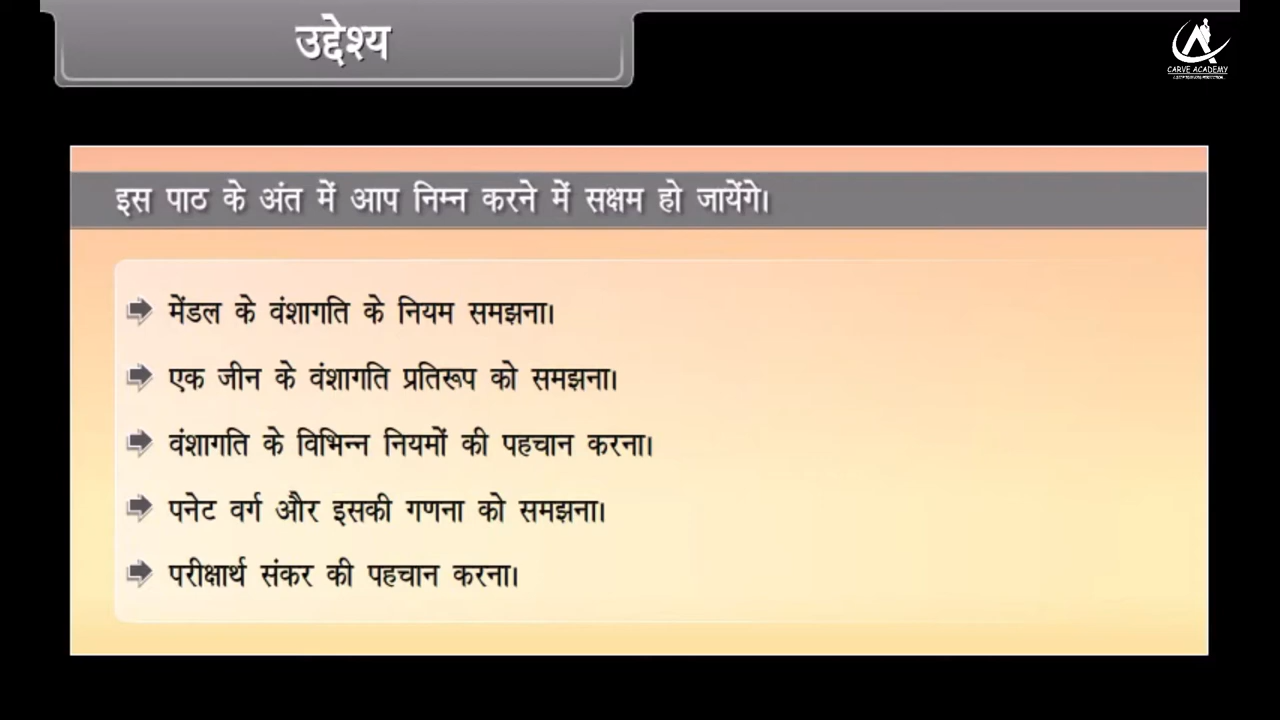 उद्देश्य
CARVE ACADEMY
इस पाठ के अंत में आप निम्न करने में सक्षम हो जायेंगे।
मेंडल के वंशागति के नियम समझना।
एक जीन के वंशागति प्रतिरूप को समझना।
वंशागति के विभिन्न नियमों की पहचान करना।
पनेट वर्ग और इसकी गणना को समझना।
परीक्षार्थ संकर की पहचान करना।